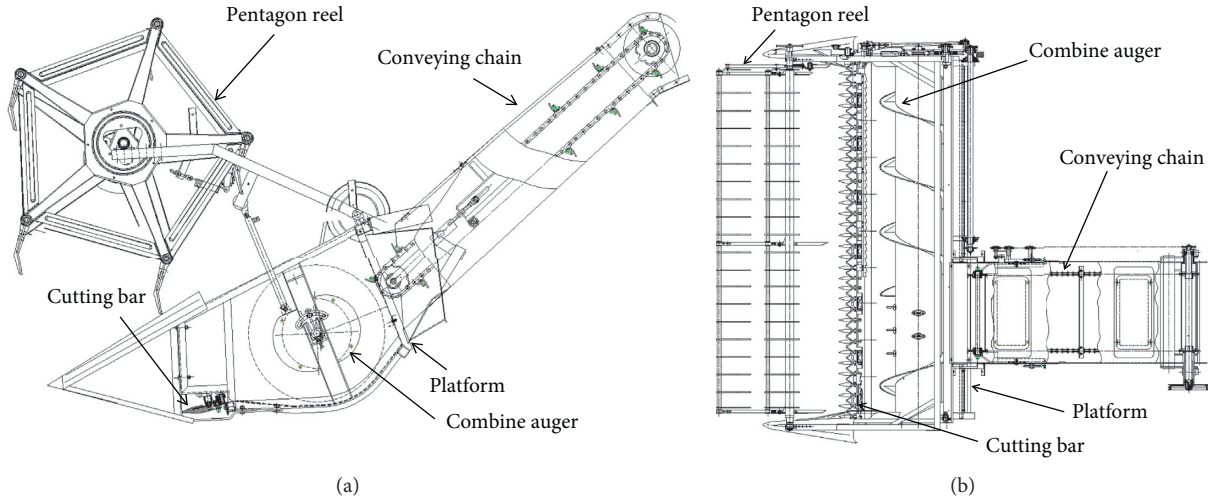 Pentagon reel
Conveying chain
Cutting bar
Platform
Combine auger
(a)
Pentagon reel
Combine auger
Conveying chain
Platform
Cutting bar
(b)